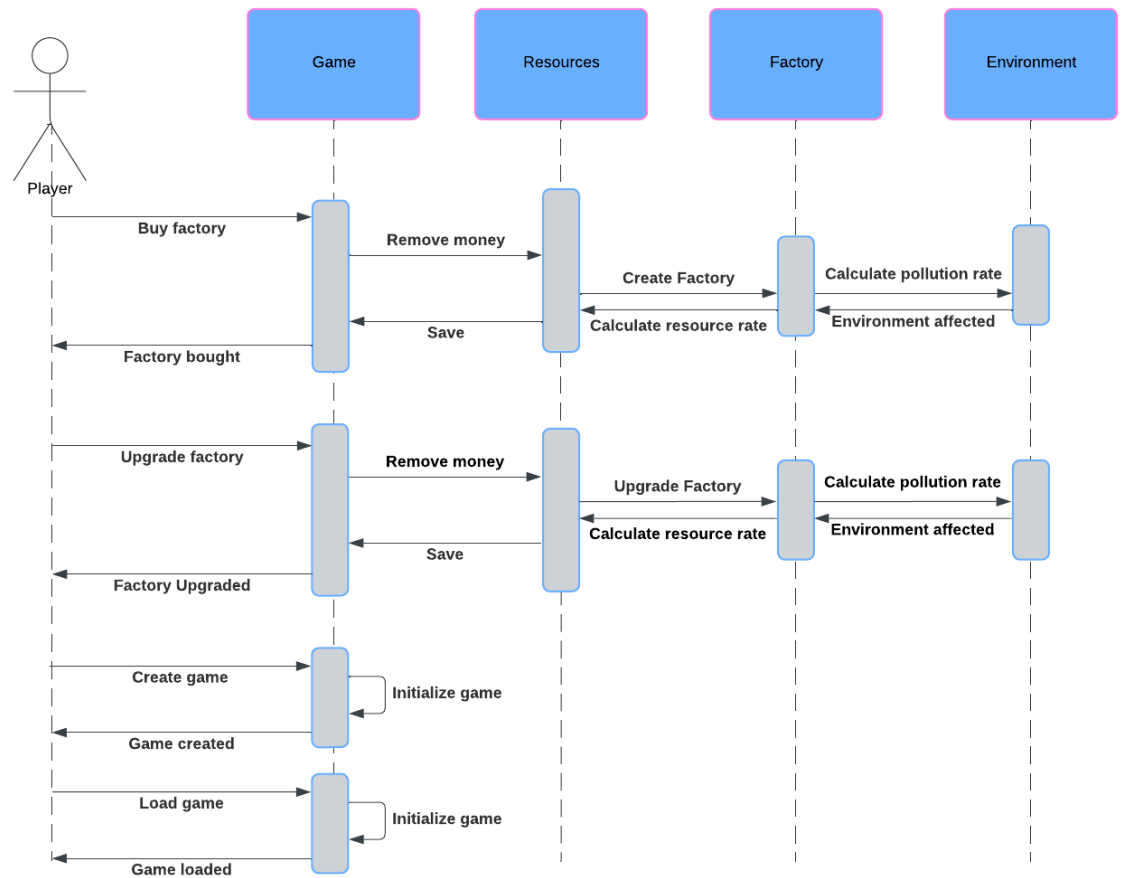 Game
Resources
Factory
Environment
Player
Buy factory
Remove money
Create Factory
Calculate pollution rate
Environment affected
Calculate resource rate
Save
Factory bought
Upgrade factory
Remove money
Upgrade Factory
Calculate pollution rate
Environment affected
Calculate resource rate
Save
Factory Upgraded
Create game
Initialize game
Game created
Load game
Initialize game
Game loaded